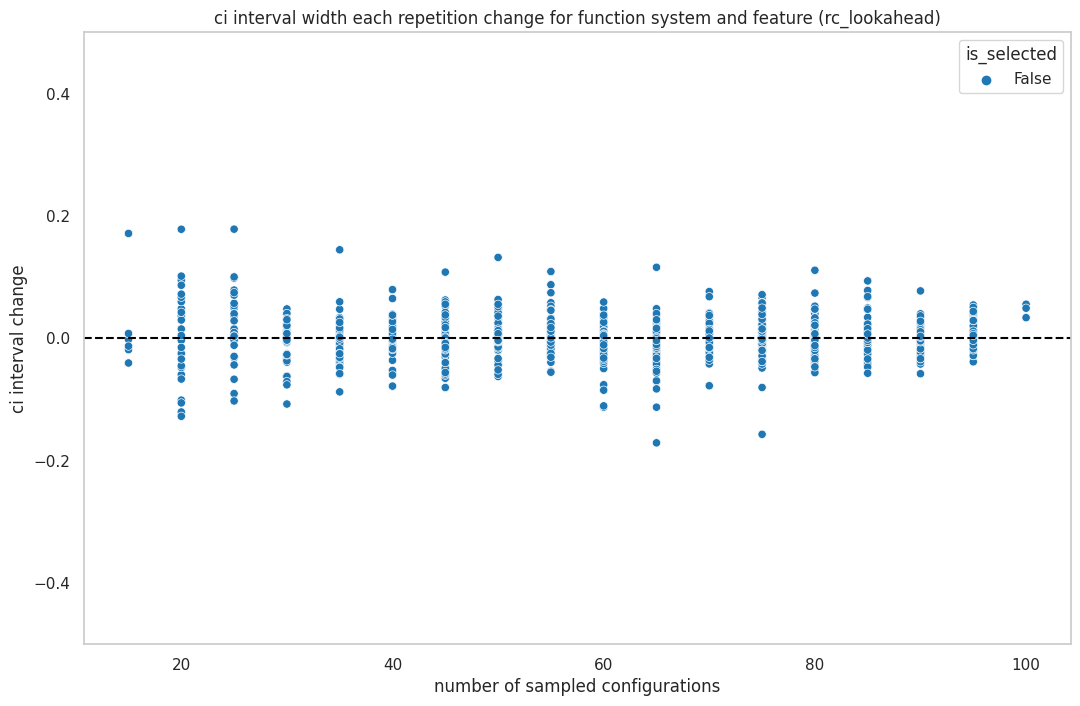 ci interval width each repetition change for function system and feature (rc_lookahead)
is_selected
False
0.4
0.2
0.0
−0.2
−0.4
ci interval change
20 40 60 80 100
number of sampled configurations